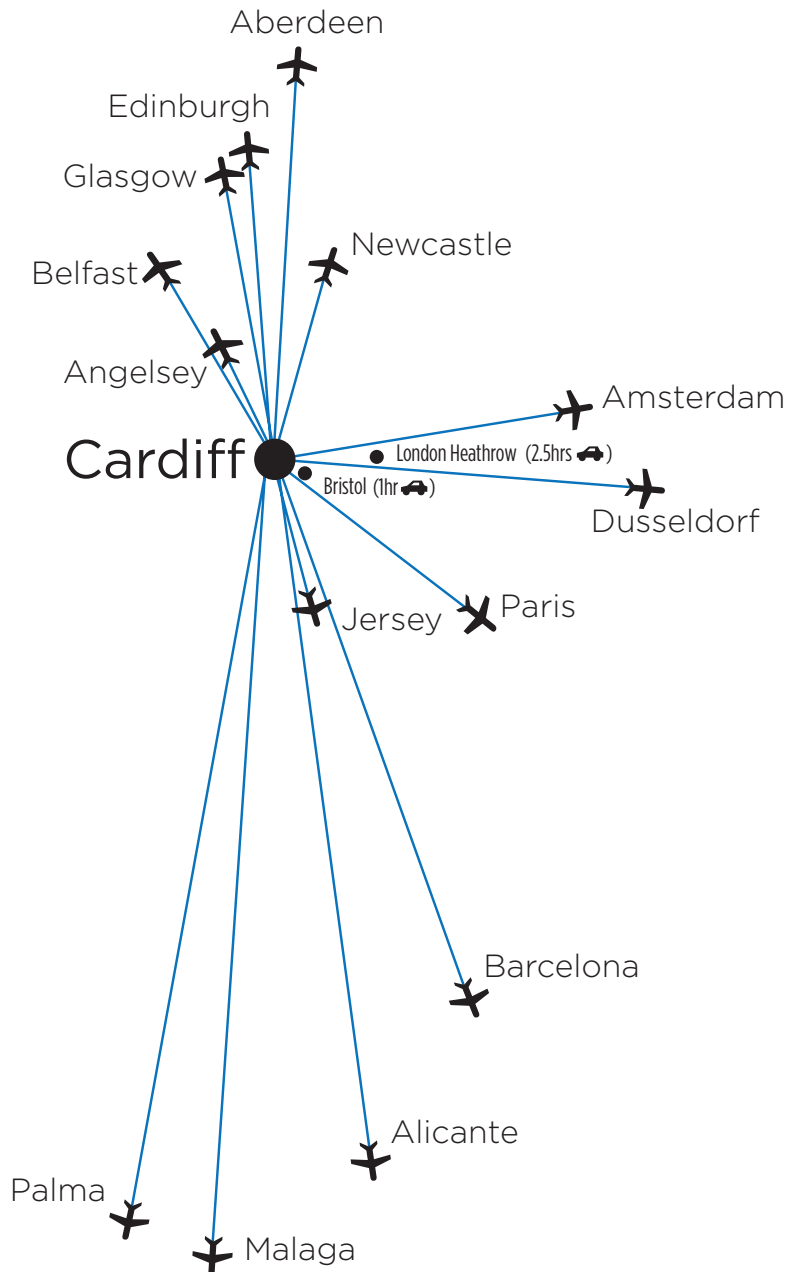 Aberdeen
Edinburgh
Glasgow
Newcastle
Belfast
Angelsey
Amsterdam
Cardiff
London Heathrow (2.5hrs)
Bristol (1hr)
Dusseldorf
Jersey
Paris
Barcelona
Alicante
Palma
Malaga